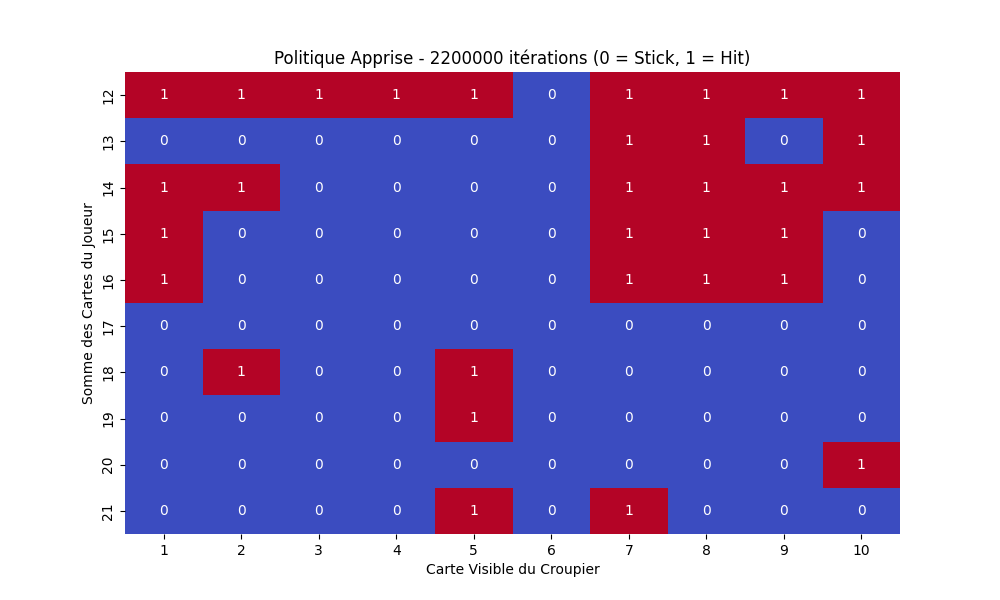 Politique Apprise - 2200000 itérations (0 = Stick, 1 = Hit)
Somme des Cartes du Joueur
12 1 1 1 1 1 0 1 1 1 1
13 0 0 0 0 0 0 1 1 0 1
14 1 1 0 0 0 0 1 1 1 1
15 1 0 0 0 0 0 1 1 1 0
16 1 0 0 0 0 0 1 1 1 0
17 0 0 0 0 0 0 0 0 0 0
18 0 1 0 0 1 0 0 0 0 0
19 0 0 0 0 1 0 0 0 0 0
20 0 0 0 0 0 0 0 0 0 1
21 0 0 0 0 1 0 1 0 0 0
1 2 3 4 5 6 7 8 9 10
Carte Visible du Croupier